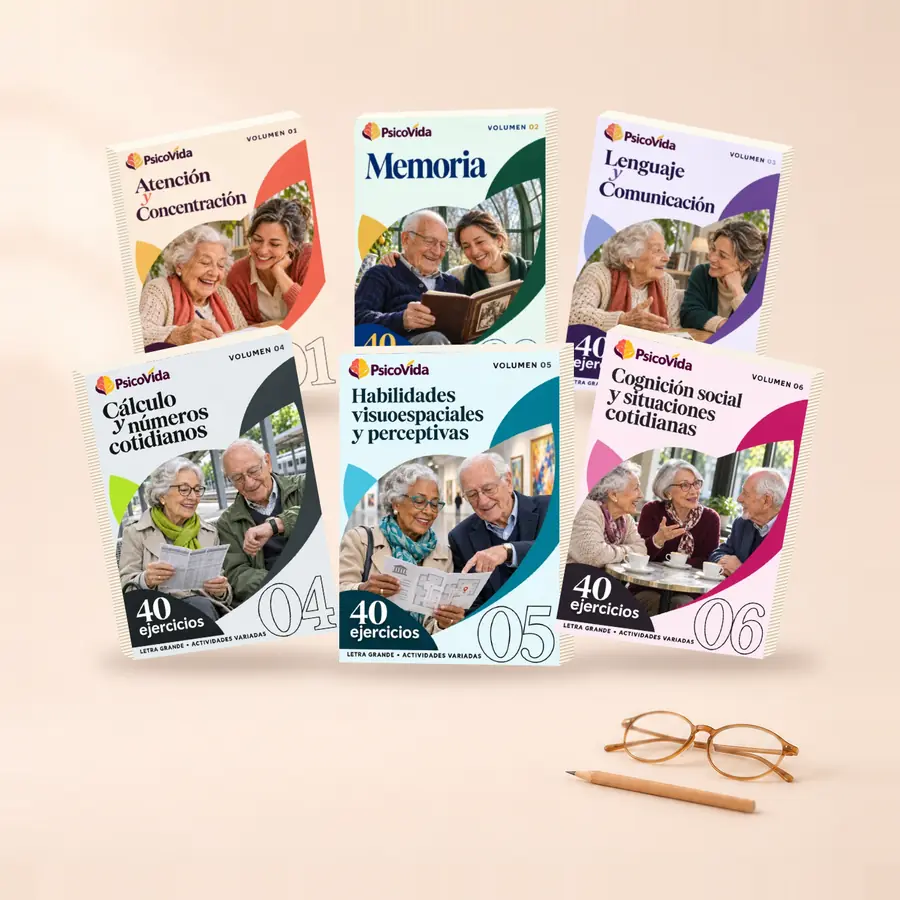 PsicoVida
VOLUMEN 01
Atención
y
Concentración
01
PsicoVida
VOLUMEN 02
Memoria
40
PsicoVida
VOLUMEN 03
Lenguaje
y
Comunicación
40
ejer
LETRA GRA
PsicoVida
VOLUMEN 04
Cálculo
y números
cotidianos
40
ejercicios
04
LETRA GRANDE • ACTIVIDADES VARIADAS
PsicoVida
VOLUMEN 05
Habilidades
visuoespaciales
y perceptivas
40
ejercicios
05
LETRA GRANDE • ACTIVIDADES VARIADAS
PsicoVida
VOLUMEN 06
Cognición social
y situaciones
cotidianas
40
ejercicios
06
LETRA GRANDE • ACTIVIDADES VARIADAS